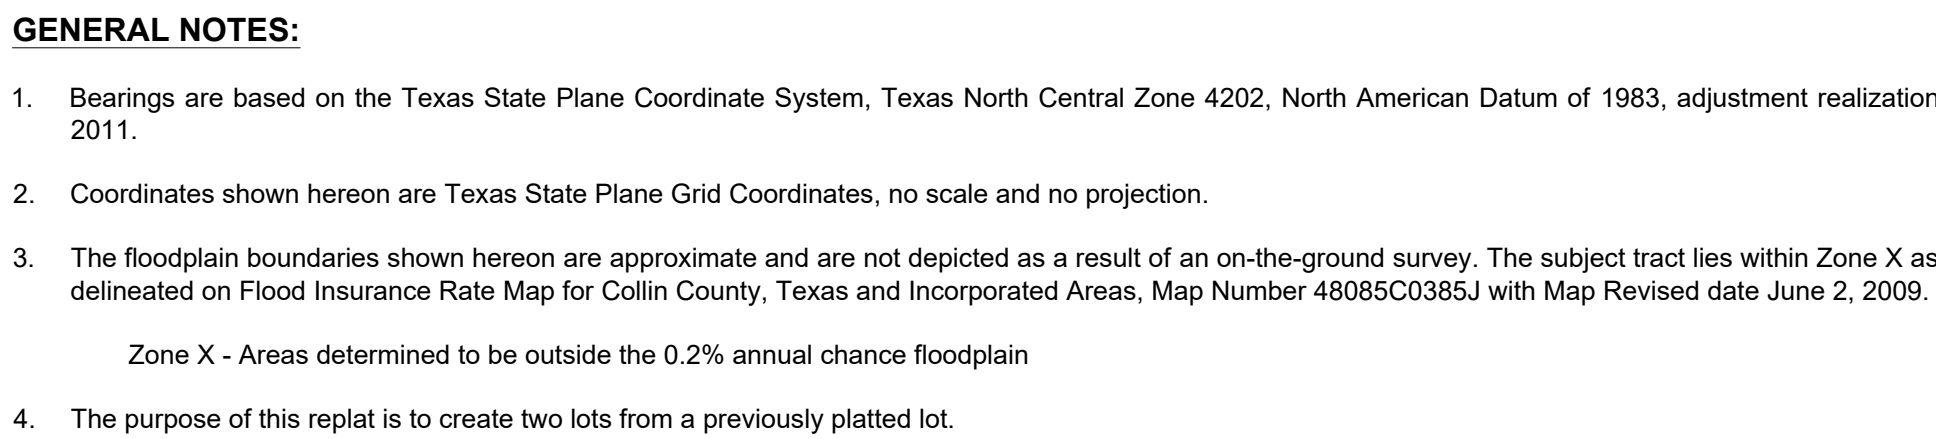 GENERAL NOTES:
1. Bearings are based on the Texas State Plane Coordinate System, Texas North Central Zone 4202, North American Datum of 1983, adjustment realization
2011.
2. Coordinates shown hereon are Texas State Plane Grid Coordinates, no scale and no projection.
3. The floodplain boundaries shown hereon are approximate and are not depicted as a result of an on-the-ground survey. The subject tract lies within Zone X as
delineated on Flood Insurance Rate Map for Collin County, Texas and Incorporated Areas, Map Number 48085C0385J with Map Revised date June 2, 2009.
Zone X - Areas determined to be outside the 0.2% annual chance floodplain
4. The purpose of this replat is to create two lots from a previously platted lot.